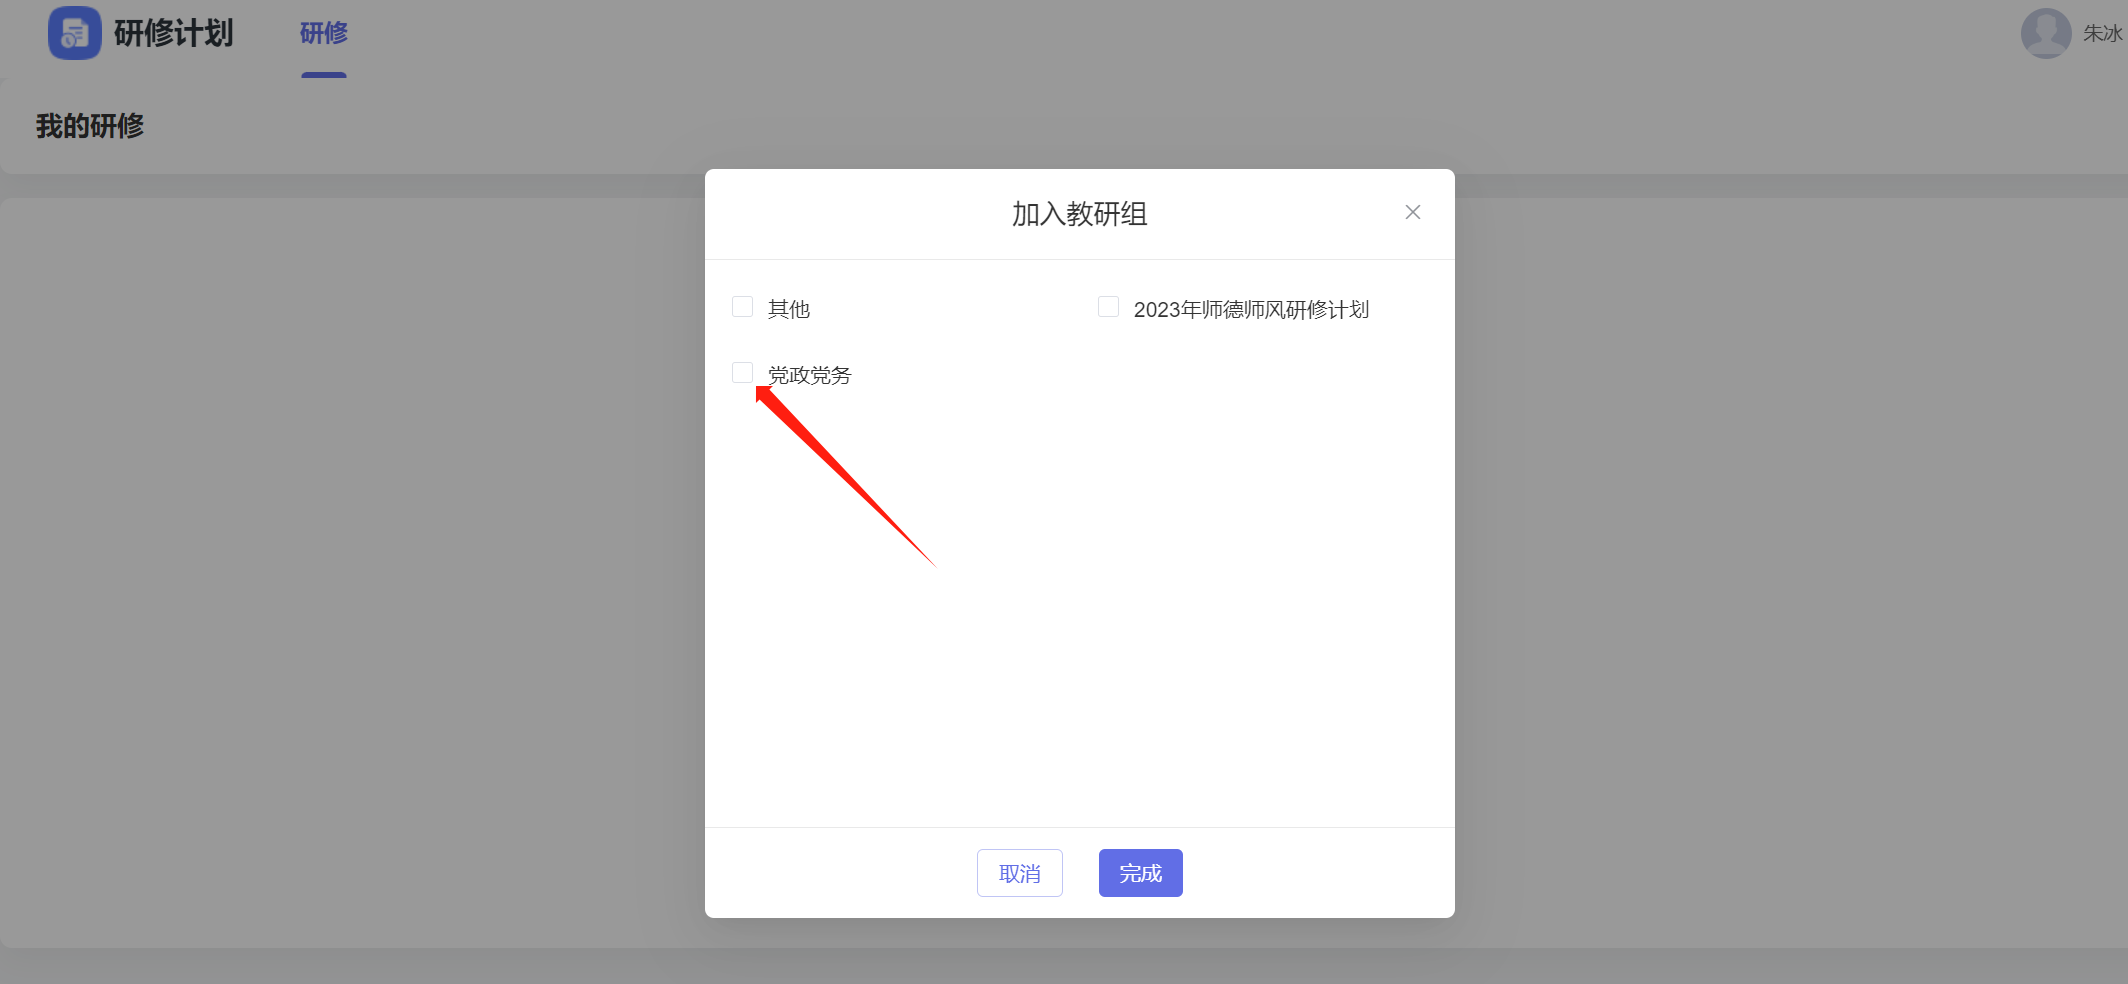 研修计划
研修
朱冰
我的研修
加入教研组
其他
2023年师德师风研修计划
党政党务
取消
完成